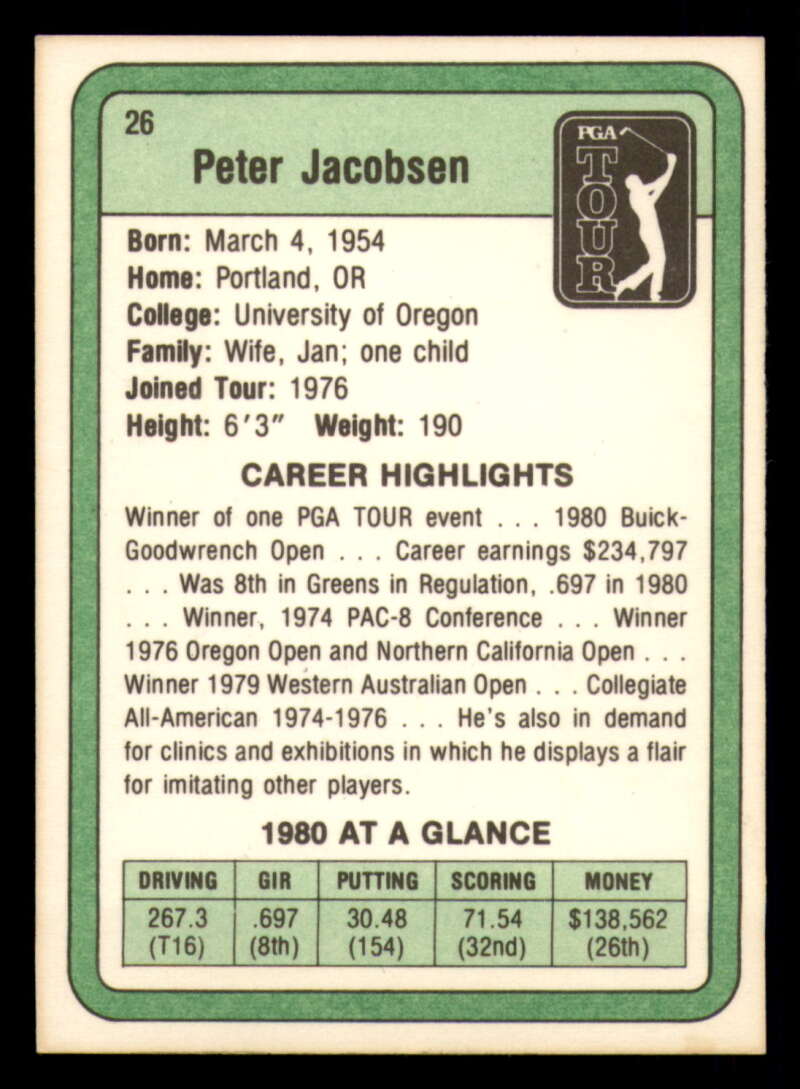 26
Peter Jacobsen
PGA
TOUR
Born: March 4, 1954
Home: Portland, OR
College: University of Oregon
Family: Wife, Jan; one child
Joined Tour: 1976
Height: 6'3" Weight: 190
CAREER HIGHLIGHTS
Winner of one PGA TOUR event . . . 1980 Buick-
Goodwrench Open . . . Career earnings $234,797
. . . Was 8th in Greens in Regulation, .697 in 1980
. . . Winner, 1974 PAC-8 Conference . . . Winner
1976 Oregon Open and Northern California Open . . .
Winner 1979 Western Australian Open . . . Collegiate
All-American 1974-1976 . . . He's also in demand
for clinics and exhibitions in which he displays a flair
for imitating other players.
1980 AT A GLANCE
DRIVING GIR PUTTING SCORING MONEY
267.3 .697 30.48 71.54 $138,562
(T16) (8th) (154) (32nd) (26th)